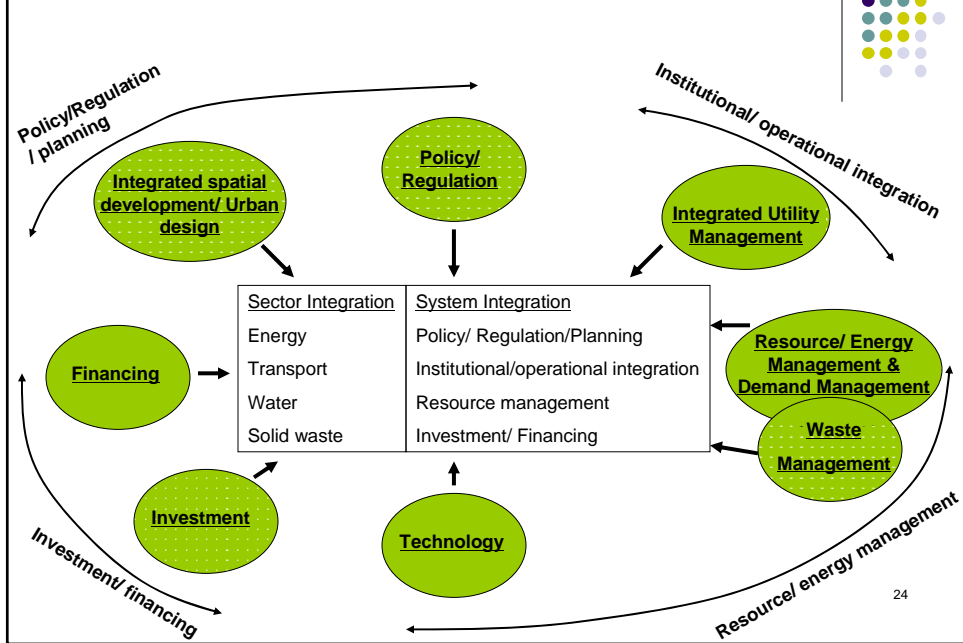 Policy/Regulation
/ planning
Institutional/ operational integration
Integrated spatial
development/ Urban
design
Policy/
Regulation
Integrated Utility
Management
Sector Integration
Energy
Transport
Water
Solid waste
System Integration
Policy/ Regulation/Planning
Institutional/operational integration
Resource management
Investment/ Financing
Financing
Resource/ Energy
Management &
Demand Management
Waste
Management
Investment
Technology
Investment/ financing
Resource/ energy management
24